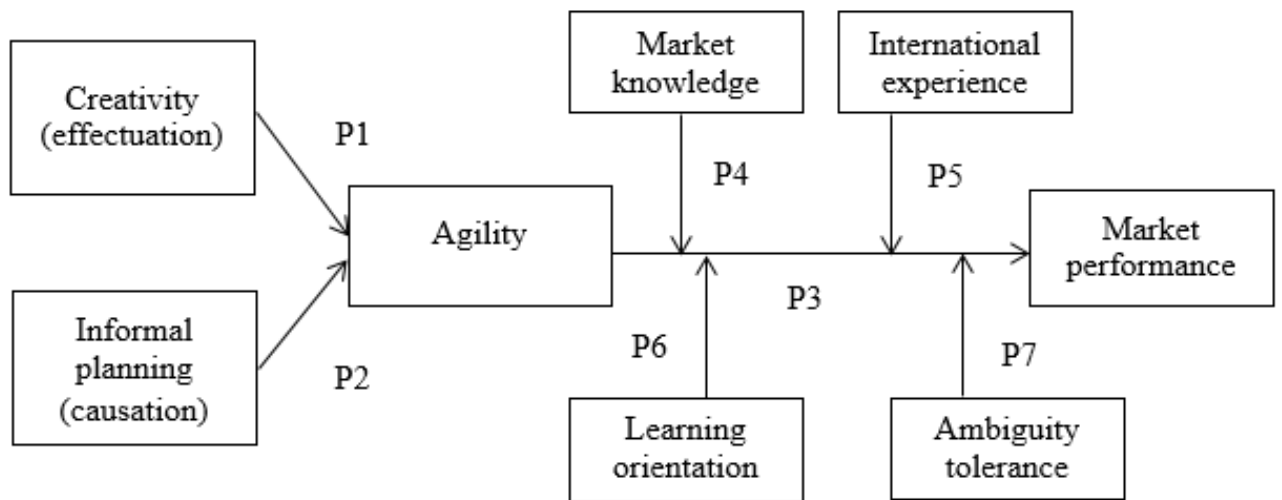 Market
knowledge
International
experience
Creativity
(effectuation)
P1
P4
P5
Agility
Market
performance
P3
Informal
planning
(causation)
P2
P6
P7
Learning
orientation
Ambiguity
tolerance